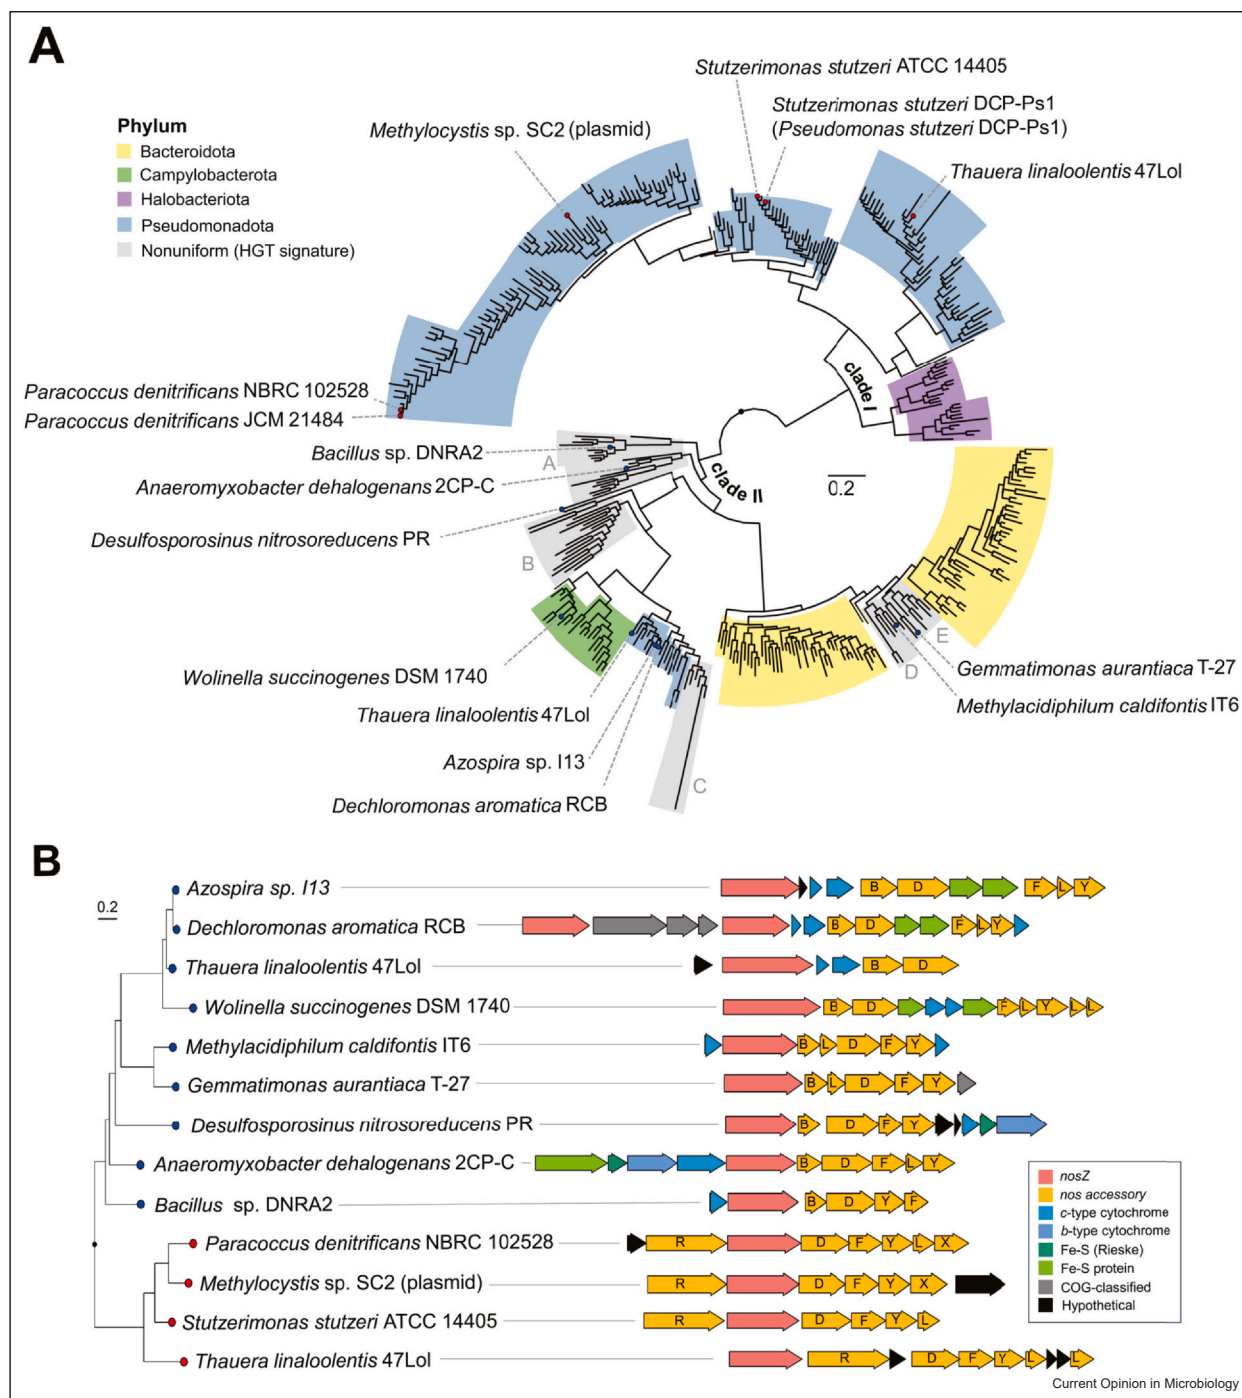 A
Stutzerimonas stutzeri ATCC 14405
Stutzerimonas stutzeri DCP-Ps1
(Pseudomonas stutzeri DCP-Ps1)
Methylocystis sp. SC2 (plasmid)
Thauera linaloolentis 47Lol
Phylum
Bacteroidota
Campylobacterota
Halobacteriota
Pseudomonadota
Nonuniform (HGT signature)
clade I
Paracoccus denitrificans NBRC 102528
Paracoccus denitrificans JCM 21484
Bacillus sp. DNRA2
A
Anaeromyxobacter dehalogenans 2CP-C
clade II
0.2
Desulfosporosinus nitrosoreducens PR
B
E
D
Gemmatimonas aurantiaca T-27
Wolinella succinogenes DSM 1740
Methylacidiphilum caldifontis IT6
Thauera linaloolentis 47Lol
Azospira sp. I13
C
Dechloromonas aromatica RCB
B
0.2
Azospira sp. I13 B D F L Y
Dechloromonas aromatica RCB B D F L Y
Thauera linaloolentis 47Lol B D
Wolinella succinogenes DSM 1740 B D F L Y L L
Methylacidiphilum caldifontis IT6 B L D F Y
Gemmatimonas aurantiaca T-27 B L D F Y
Desulfosporosinus nitrosoreducens PR B D F Y
Anaeromyxobacter dehalogenans 2CP-C B D F L Y
Bacillus sp. DNRA2 B D Y F
Paracoccus denitrificans NBRC 102528 R D F Y L X
Methylocystis sp. SC2 (plasmid) R D F Y X
Stutzerimonas stutzeri ATCC 14405 R D F Y L
Thauera linaloolentis 47Lol R D F Y L L
nosZ
nos accessory
c-type cytochrome
b-type cytochrome
Fe-S (Rieske)
Fe-S protein
COG-classified
Hypothetical
Current Opinion in Microbiology